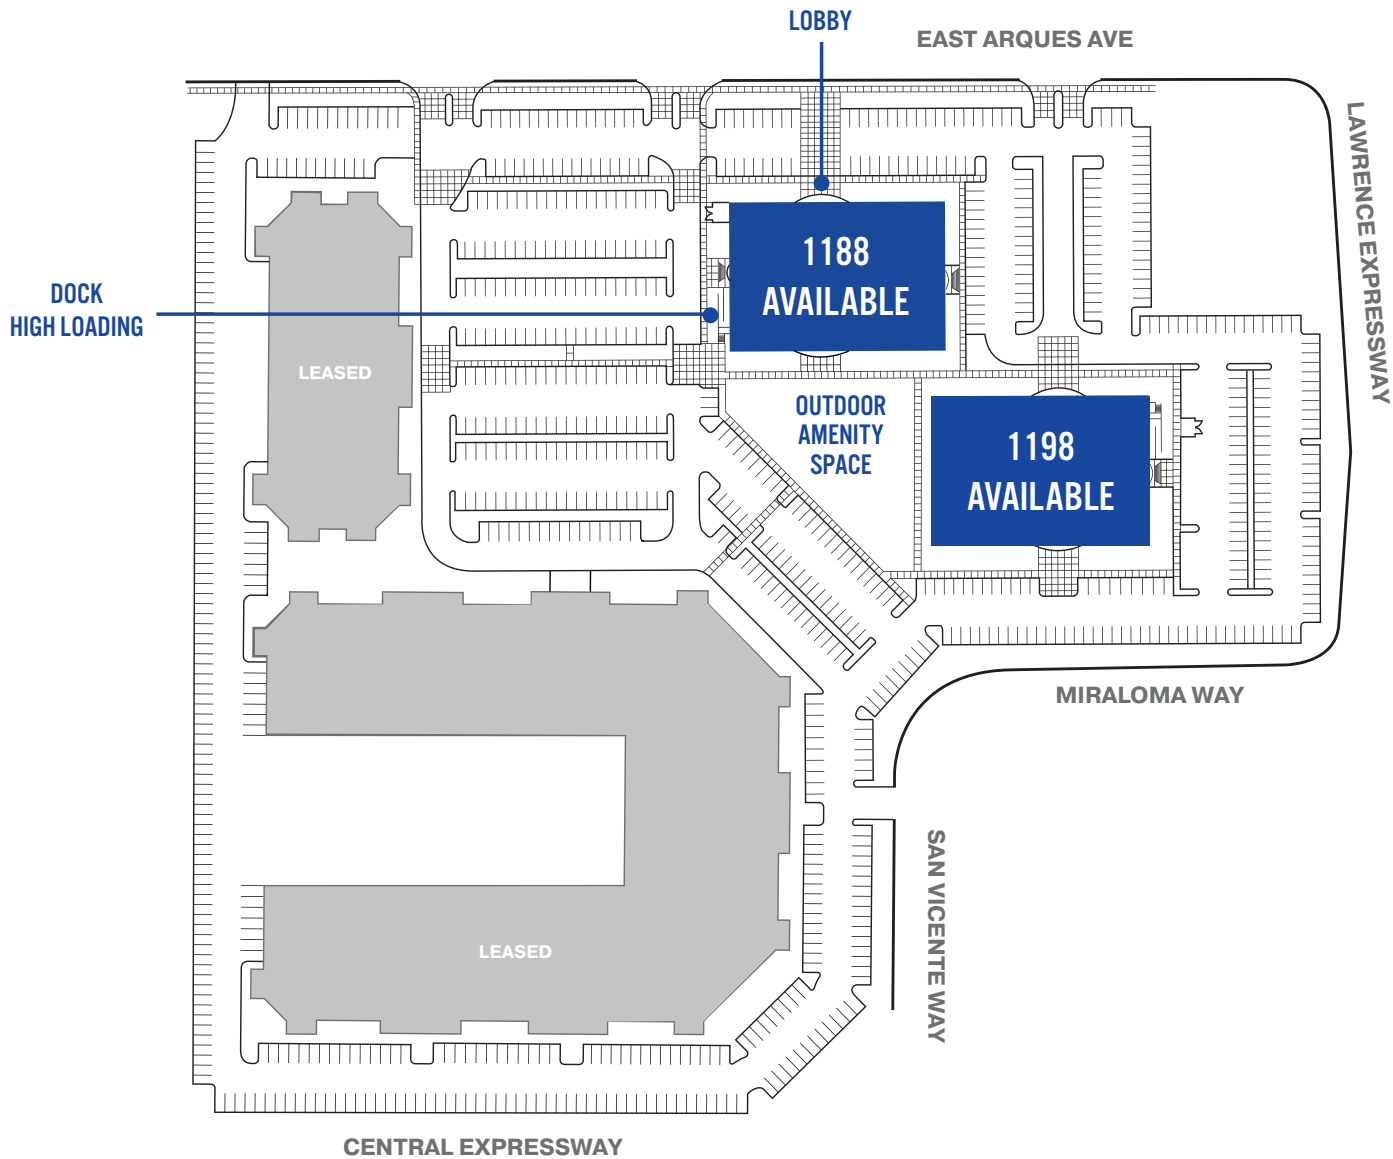 LOBBY
EAST ARQUES AVE
LAWRENCE EXPRESSWAY
1188
AVAILABLE
DOCK
HIGH LOADING
LEASED
OUTDOOR
AMENITY
SPACE
1198
AVAILABLE
MIRALOMA WAY
SAN VICENTE WAY
LEASED
CENTRAL EXPRESSWAY